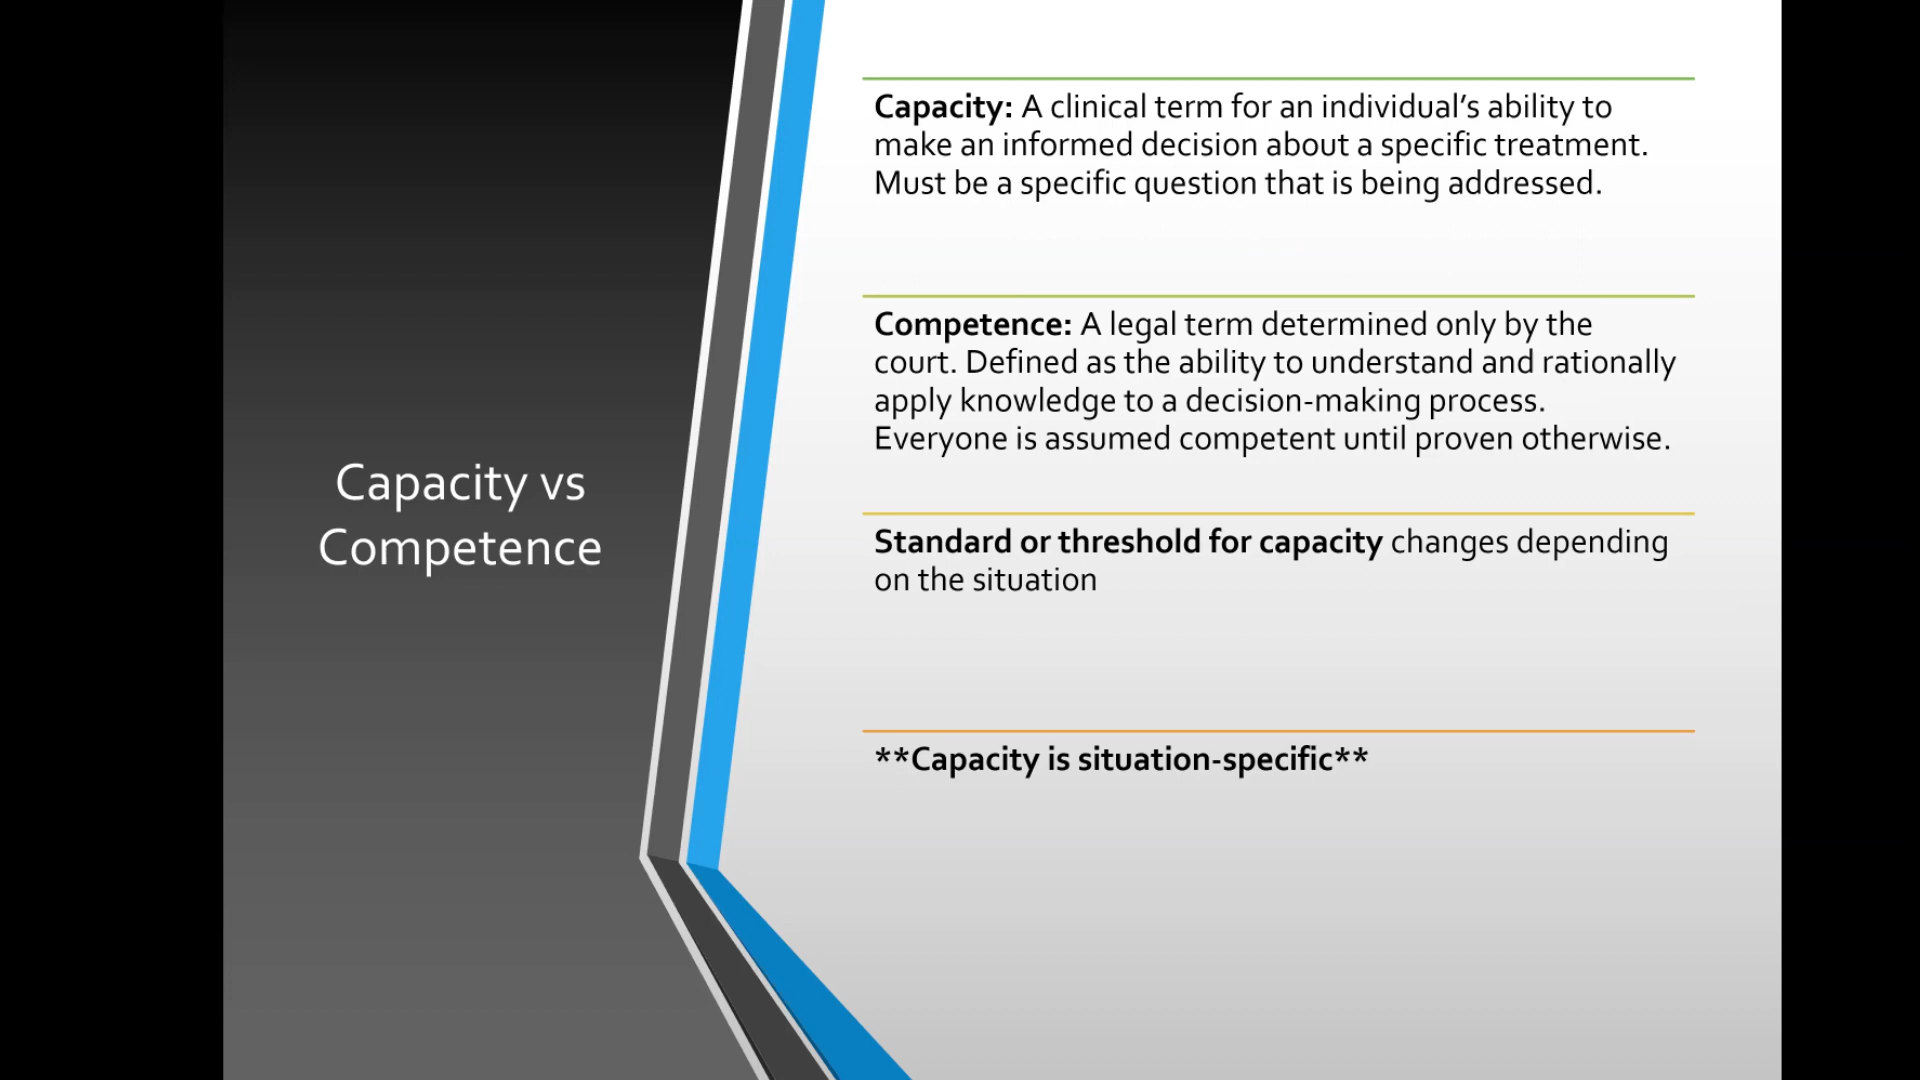 Capacity vs
Competence
Capacity: A clinical term for an individual’s ability to
make an informed decision about a specific treatment.
Must be a specific question that is being addressed.
Competence: A legal term determined only by the
court. Defined as the ability to understand and rationally
apply knowledge to a decision-making process.
Everyone is assumed competent until proven otherwise.
Standard or threshold for capacity changes depending
on the situation
**Capacity is situation-specific**